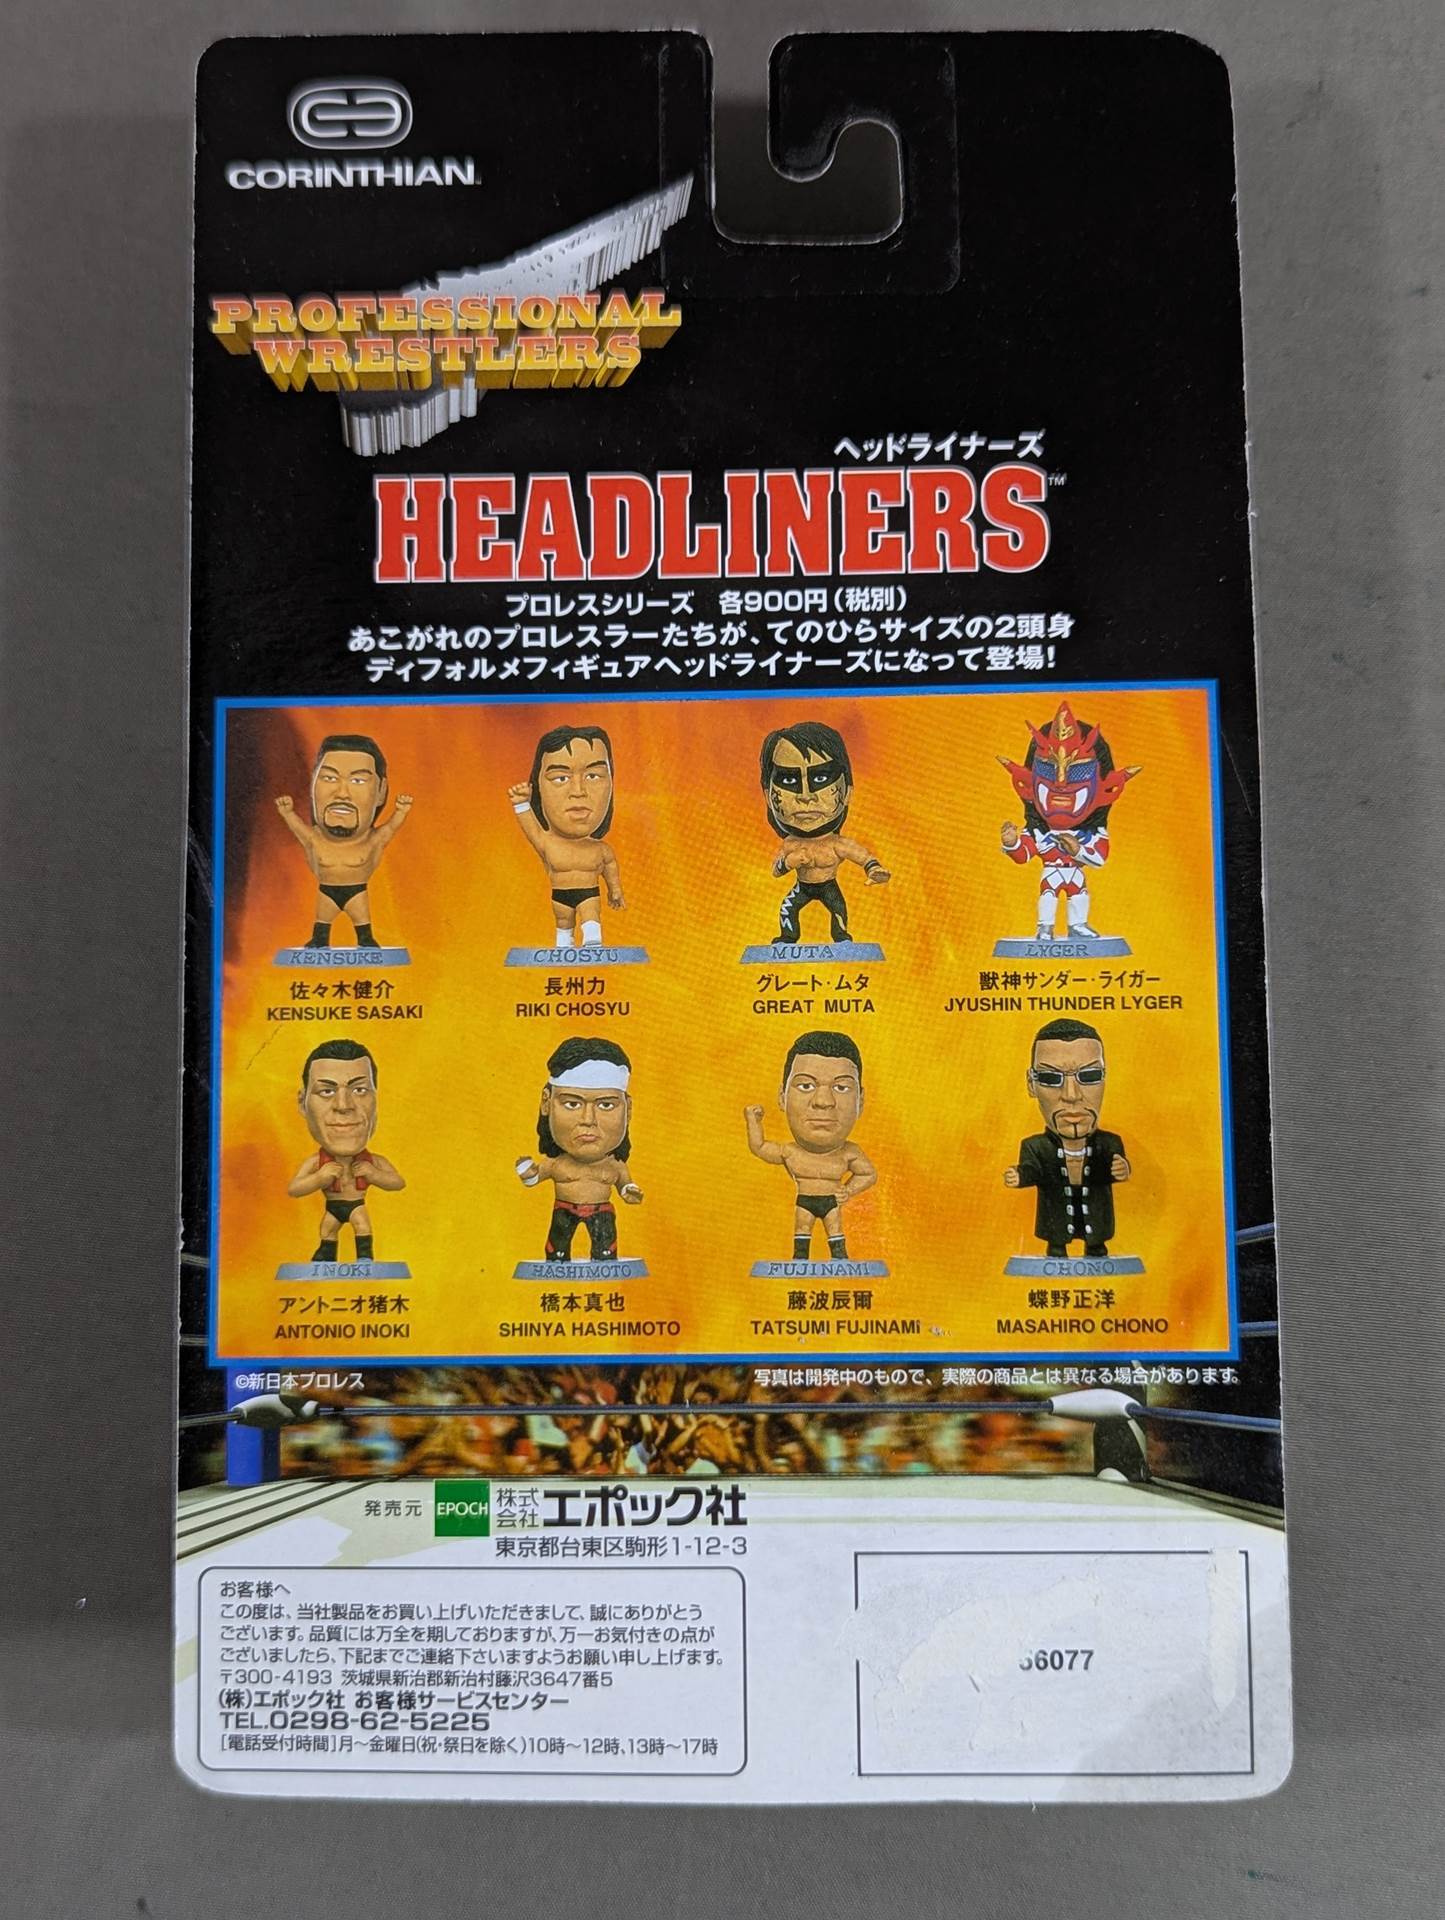 CORINTHIAN
PROFESSIONAL
WRESTLERS
ヘッドライナーズ
HEADLINERS™
プロレスシリーズ 各900円(税別)
あこがれのプロレスラーたちが、てのひらサイズの2頭身
ディフォルメフィギュアヘッドライナーズになって登場!
KENSUKE CHOSYU MUTA LYGER
佐々木健介 長州力 グレート・ムタ 獣神サンダー・ライガー
KENSUKE SASAKI RIKI CHOSYU GREAT MUTA JYUSHIN THUNDER LYGER
INOKI HASHIMOTO FUJINAMI CHONO
アントニオ猪木 橋本真也 藤波辰爾 蝶野正洋
ANTONIO INOKI SHINYA HASHIMOTO TATSUMI FUJINAMI MASAHIRO CHONO
©新日本プロレス 写真は開発中のもので、実際の商品とは異なる場合があります。
発売元 EPOCH 株式会社 エポック社
東京都台東区駒形1-12-3
お客様へ
この度は、当社製品をお買い上げいただきまして、誠にありがとう
ございます。品質には万全を期しておりますが、万一お気付きの点が
ございましたら、下記までご連絡下さいますようお願い申し上げます。
〒300-4193 茨城県新治郡新治村藤沢3647番5
(株)エポック社 お客様サービスセンター
TEL.0298-62-5225
[電話受付時間]月〜金曜日(祝・祭日を除く)10時〜12時、13時〜17時
6077